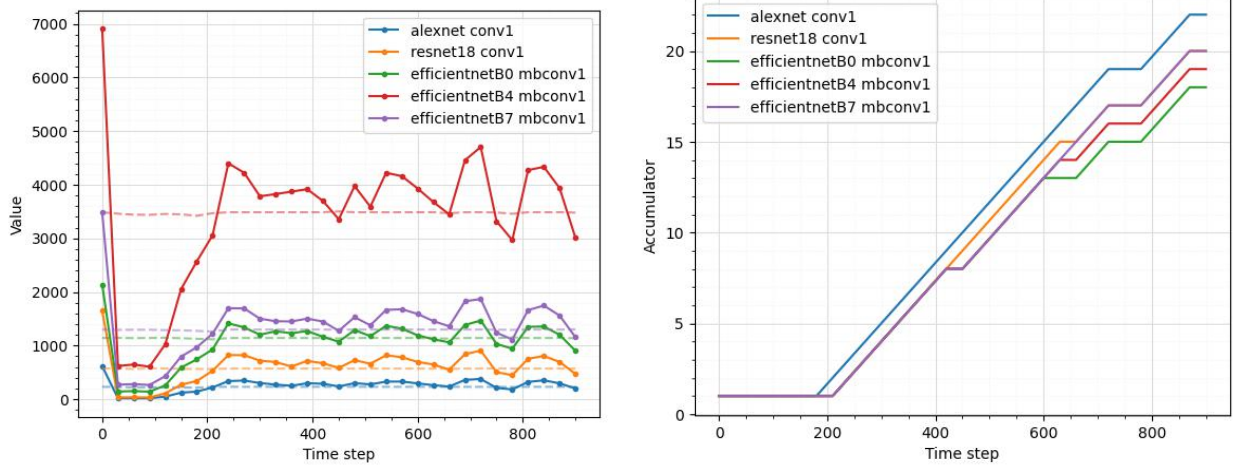 7000
6000
5000
4000
3000
2000
1000
0
Value
0 200 400 600 800
Time step
alexnet conv1
resnet18 conv1
efficientnetB0 mbconv1
efficientnetB4 mbconv1
efficientnetB7 mbconv1
20
15
10
5
0
Accumulator
0 200 400 600 800
Time step
alexnet conv1
resnet18 conv1
efficientnetB0 mbconv1
efficientnetB4 mbconv1
efficientnetB7 mbconv1